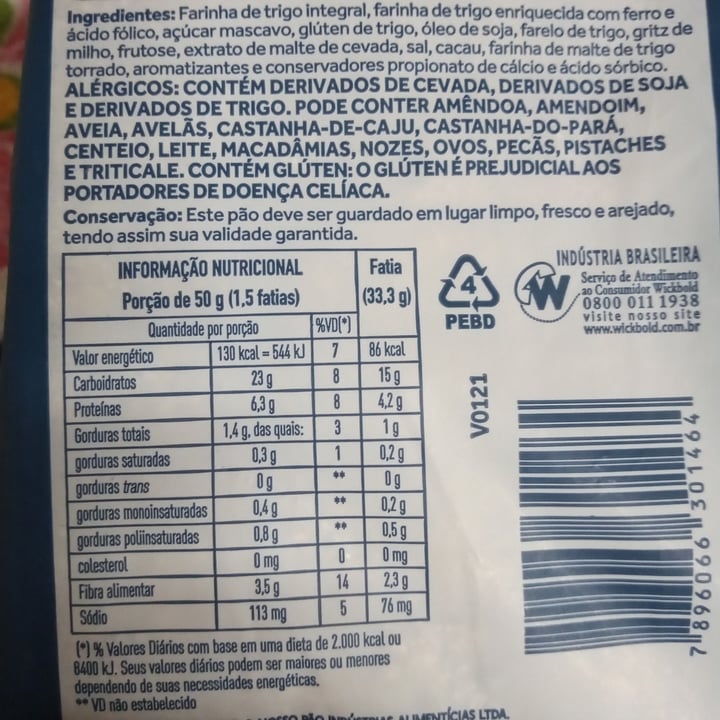 Ingredientes: Farinha de trigo integral, farinha de trigo enriquecida com ferro e
ácido fólico, açúcar mascavo, glúten de trigo, óleo de soja, farelo de trigo, gritz de
milho, frutose, extrato de malte de cevada, sal, cacau, farinha de malte de trigo
torrado, aromatizantes e conservadores propionato de cálcio e ácido sórbico.
ALÉRGICOS: CONTÉM DERIVADOS DE CEVADA, DERIVADOS DE SOJA
E DERIVADOS DE TRIGO. PODE CONTER AMÊNDOA, AMENDOIM,
AVEIA, AVELÃS, CASTANHA-DE-CAJU, CASTANHA-DO-PARÁ,
CENTEIO, LEITE, MACADÂMIAS, NOZES, OVOS, PECÃS, PISTACHES
E TRITICALE. CONTÉM GLÚTEN: O GLÚTEN É PREJUDICIAL AOS
PORTADORES DE DOENÇA CELÍACA.
Conservação: Este pão deve ser guardado em lugar limpo, fresco e arejado,
tendo assim sua validade garantida.
INFORMAÇÃO NUTRICIONAL Fatia
Porção de 50 g (1,5 fatias) (33,3 g)
Quantidade por porção %VD(*)
Valor energético 130 kcal = 544 kJ 7 86 kcal
Carboidratos 23 g 8 15 g
Proteínas 6,3 g 8 4,2 g
Gorduras totais 1,4 g, das quais: 3 1 g
gorduras saturadas 0,3 g 1 0,2 g
gorduras trans 0 g ** 0 g
gorduras monoinsaturadas 0,4 g ** 0,2 g
gorduras poliinsaturadas 0,8 g ** 0,5 g
colesterol 0 mg 0 0 mg
Fibra alimentar 3,5 g 14 2,3 g
Sódio 113 mg 5 76 mg
(*) % Valores Diários com base em uma dieta de 2.000 kcal ou
8400 kJ. Seus valores diários podem ser maiores ou menores
dependendo de suas necessidades energéticas.
** VD não estabelecido
4
PEBD
W
INDÚSTRIA BRASILEIRA
Serviço de Atendimento
ao Consumidor Wickbold
0800 011 1938
visite nosso site
www.wickbold.com.br
V0121
7 896066 301464
NOSSO PÃO INDÚSTRIAS ALIMENTÍCIAS LTDA.